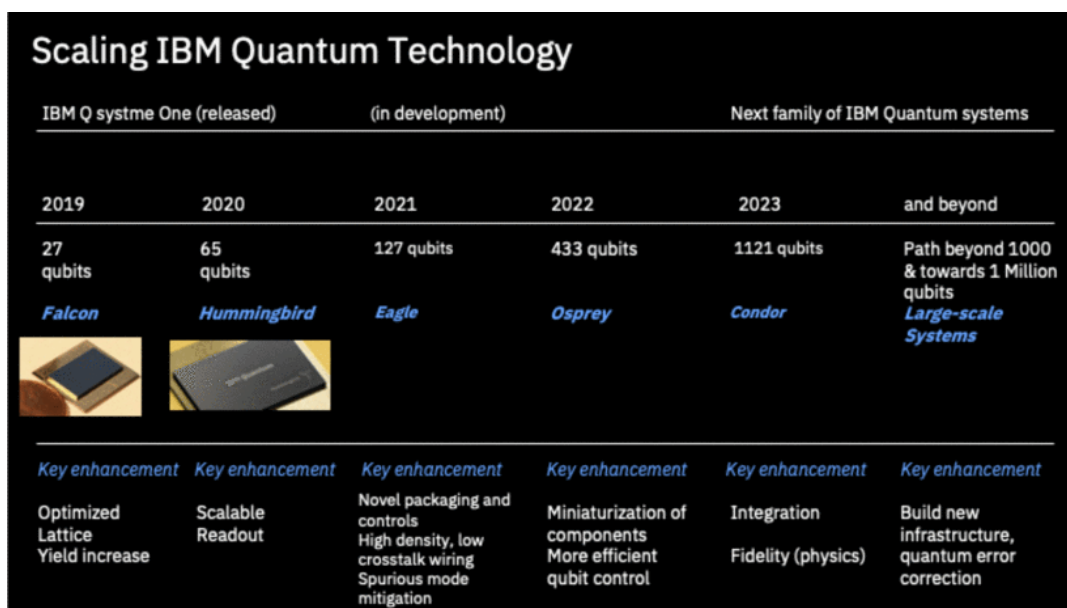 Scaling IBM Quantum Technology
IBM Q systme One (released)
(in development)
Next family of IBM Quantum systems
2019
2020
2021
2022
2023
and beyond
27
qubits
65
qubits
127 qubits
433 qubits
1121 qubits
Path beyond 1000
& towards 1 Million
qubits
Falcon
Hummingbird
Eagle
Osprey
Condor
Large-scale
Systems
IBM Quantum
Key enhancement
Optimized
Lattice
Yield increase
Key enhancement
Scalable
Readout
Key enhancement
Novel packaging and
controls
High density, low
crosstalk wiring
Spurious mode
mitigation
Key enhancement
Miniaturization of
components
More efficient
qubit control
Key enhancement
Integration
Fidelity (physics)
Key enhancement
Build new
infrastructure,
quantum error
correction